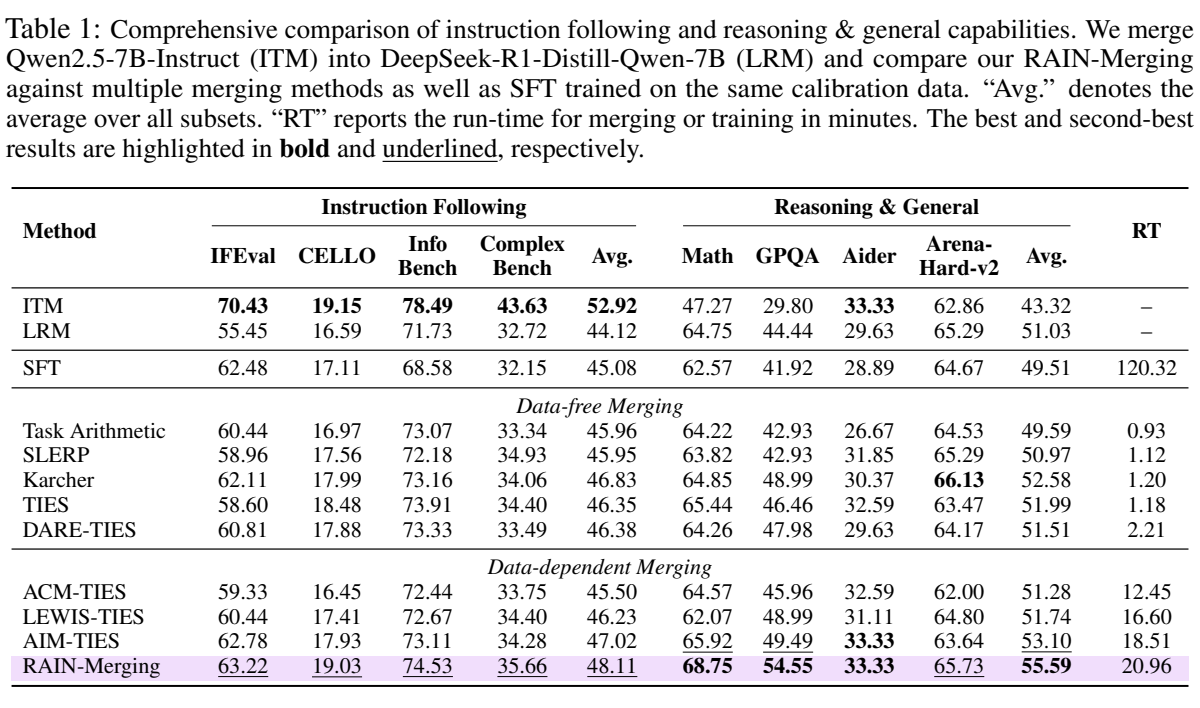 Table 1: Comprehensive comparison of instruction following and reasoning & general capabilities. We merge
Qwen2.5-7B-Instruct (ITM) into DeepSeek-R1-Distill-Qwen-7B (LRM) and compare our RAIN-Merging
against multiple merging methods as well as SFT trained on the same calibration data. “Avg.” denotes the
average over all subsets. “RT” reports the run-time for merging or training in minutes. The best and second-best
results are highlighted in bold and underlined, respectively.
Method Instruction Following Reasoning & General RT
IFEval CELLO Info Bench Complex Bench Avg. Math GPQA Aider Arena-Hard-v2 Avg.
ITM 70.43 19.15 78.49 43.63 52.92 47.27 29.80 33.33 62.86 43.32 –
LRM 55.45 16.59 71.73 32.72 44.12 64.75 44.44 29.63 65.29 51.03 –
SFT 62.48 17.11 68.58 32.15 45.08 62.57 41.92 28.89 64.67 49.51 120.32
Data-free Merging
Task Arithmetic 60.44 16.97 73.07 33.34 45.96 64.22 42.93 26.67 64.53 49.59 0.93
SLERP 58.96 17.56 72.18 34.93 45.95 63.82 42.93 31.85 65.29 50.97 1.12
Karcher 62.11 17.99 73.16 34.06 46.83 64.85 48.99 30.37 66.13 52.58 1.20
TIES 58.60 18.48 73.91 34.40 46.35 65.44 46.46 32.59 63.47 51.99 1.18
DARE-TIES 60.81 17.88 73.33 33.49 46.38 64.26 47.98 29.63 64.17 51.51 2.21
Data-dependent Merging
ACM-TIES 59.33 16.45 72.44 33.75 45.50 64.57 45.96 32.59 62.00 51.28 12.45
LEWIS-TIES 60.44 17.41 72.67 34.40 46.23 62.07 48.99 31.11 64.80 51.74 16.60
AIM-TIES 62.78 17.93 73.11 34.28 47.02 65.92 49.49 33.33 63.64 53.10 18.51
RAIN-Merging 63.22 19.03 74.53 35.66 48.11 68.75 54.55 33.33 65.73 55.59 20.96